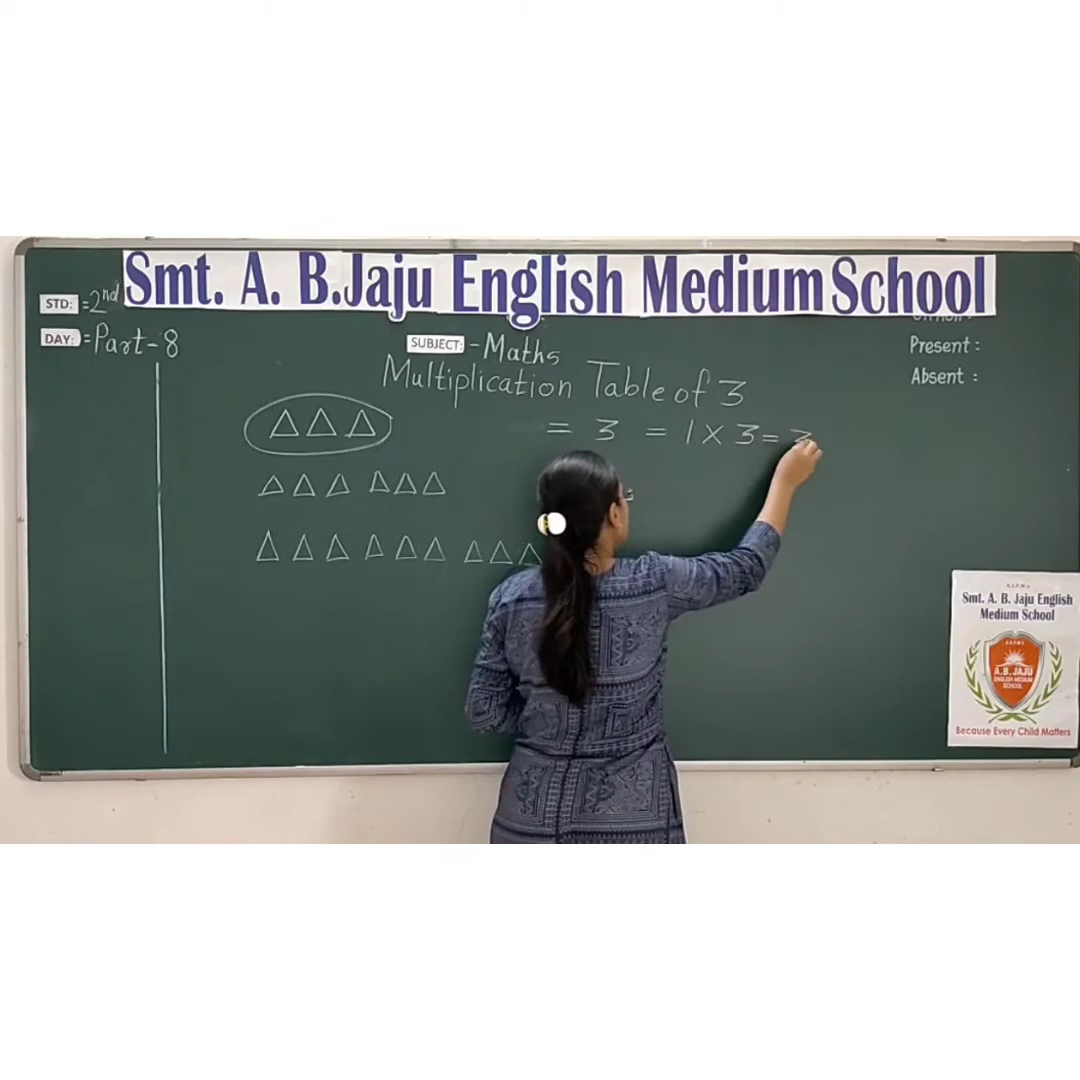 Smt. A. B. Jaju English Medium School
STD: = 2nd
DAY: = Part-8
SUBJECT: - Maths
Present :
Absent :
Multiplication Table of 3
= 3 = 1 × 3 = 3
Smt. A. B. Jaju English
Medium School
A.B. JAJU
ENGLISH MEDIUM
SCHOOL
Because Every Child Matters